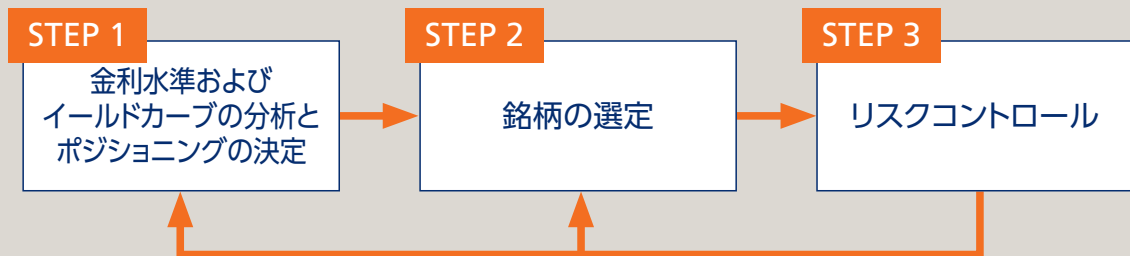 STEP 1
金利水準および
イールドカーブの分析と
ポジショニングの決定
STEP 2
銘柄の選定
STEP 3
リスクコントロール